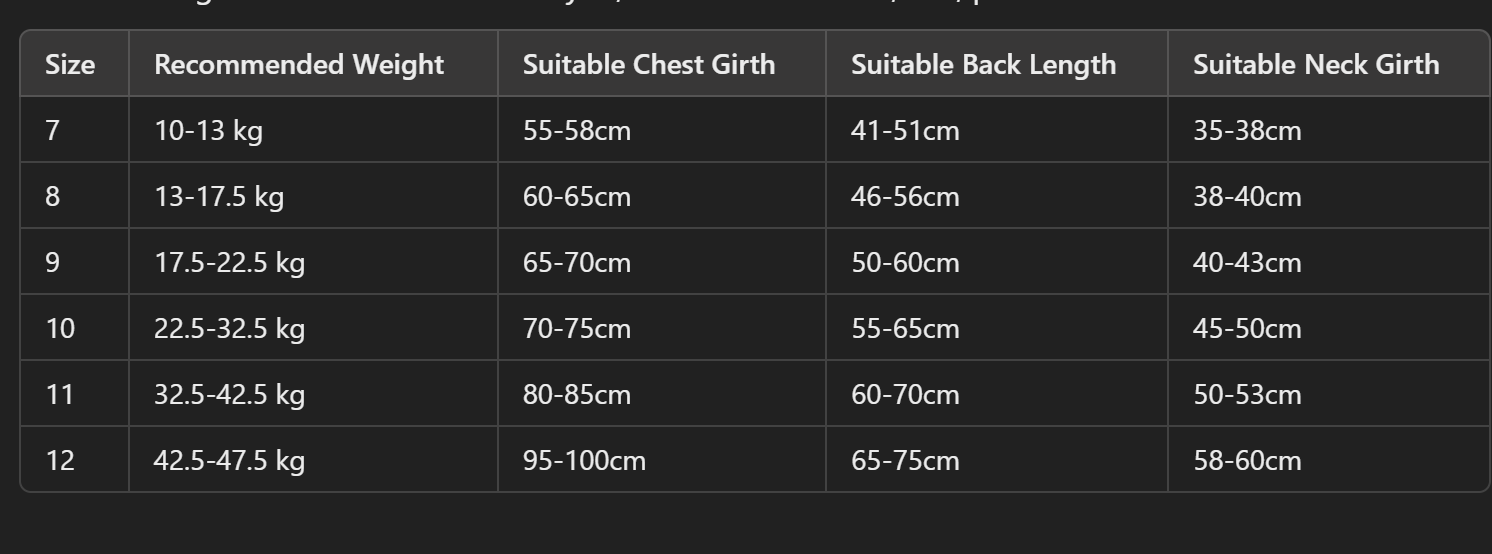 Size Recommended Weight Suitable Chest Girth Suitable Back Length Suitable Neck Girth
7 10-13 kg 55-58cm 41-51cm 35-38cm
8 13-17.5 kg 60-65cm 46-56cm 38-40cm
9 17.5-22.5 kg 65-70cm 50-60cm 40-43cm
10 22.5-32.5 kg 70-75cm 55-65cm 45-50cm
11 32.5-42.5 kg 80-85cm 60-70cm 50-53cm
12 42.5-47.5 kg 95-100cm 65-75cm 58-60cm